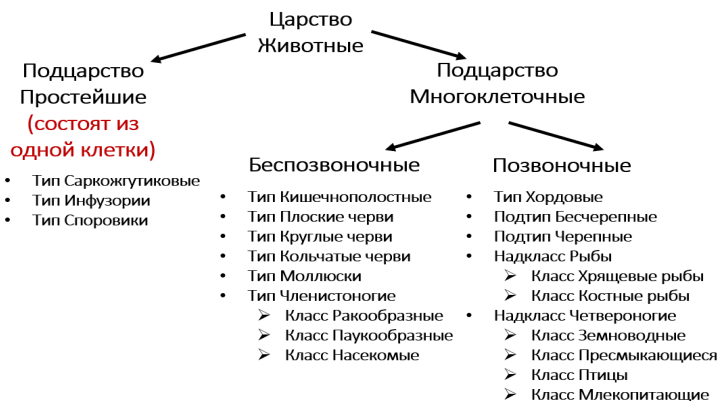 Царство
Животные
Подцарство
Простейшие
(состоят из
одной клетки)
• Тип Саркожгутиковые
• Тип Инфузории
• Тип Споровики
Подцарство
Многоклеточные
Беспозвоночные
• Тип Кишечнополостные
• Тип Плоские черви
• Тип Круглые черви
• Тип Кольчатые черви
• Тип Моллюски
• Тип Членистоногие
➢ Класс Ракообразные
➢ Класс Паукообразные
➢ Класс Насекомые
Позвоночные
• Тип Хордовые
• Подтип Бесчерепные
• Подтип Черепные
• Надкласс Рыбы
➢ Класс Хрящевые рыбы
➢ Класс Костные рыбы
• Надкласс Четвероногие
➢ Класс Земноводные
➢ Класс Пресмыкающиеся
➢ Класс Птицы
➢ Класс Млекопитающие